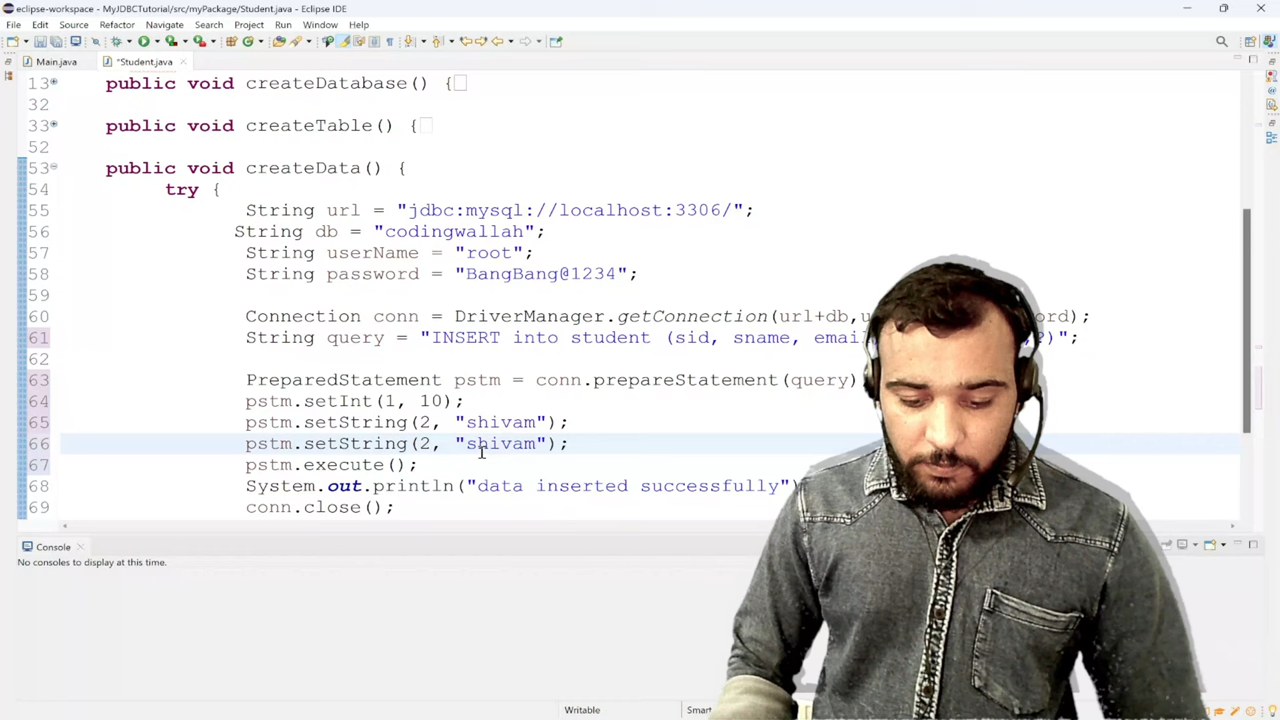 eclipse-workspace - MyJDBCTutorial/src/myPackage/Student.java - Eclipse IDE
File Edit Source Refactor Navigate Search Project Run Window Help
Main.java *Student.java
13 public void createDatabase() {
32
33 public void createTable() {
52
53 public void createData() {
54 try {
55 String url = "jdbc:mysql://localhost:3306/";
56 String db = "codingwallah";
57 String userName = "root";
58 String password = "BangBang@1234";
59
60 Connection conn = DriverManager.getConnection(url+db,u ord);
61 String query = "INSERT into student (sid, sname, email ?)";
62
63 PreparedStatement pstm = conn.prepareStatement(query)
64 pstm.setInt(1, 10);
65 pstm.setString(2, "shivam");
66 pstm.setString(2, "shivam");
67 pstm.execute();
68 System.out.println("data inserted successfully")
69 conn.close();
Console
No consoles to display at this time.
Writable Smar